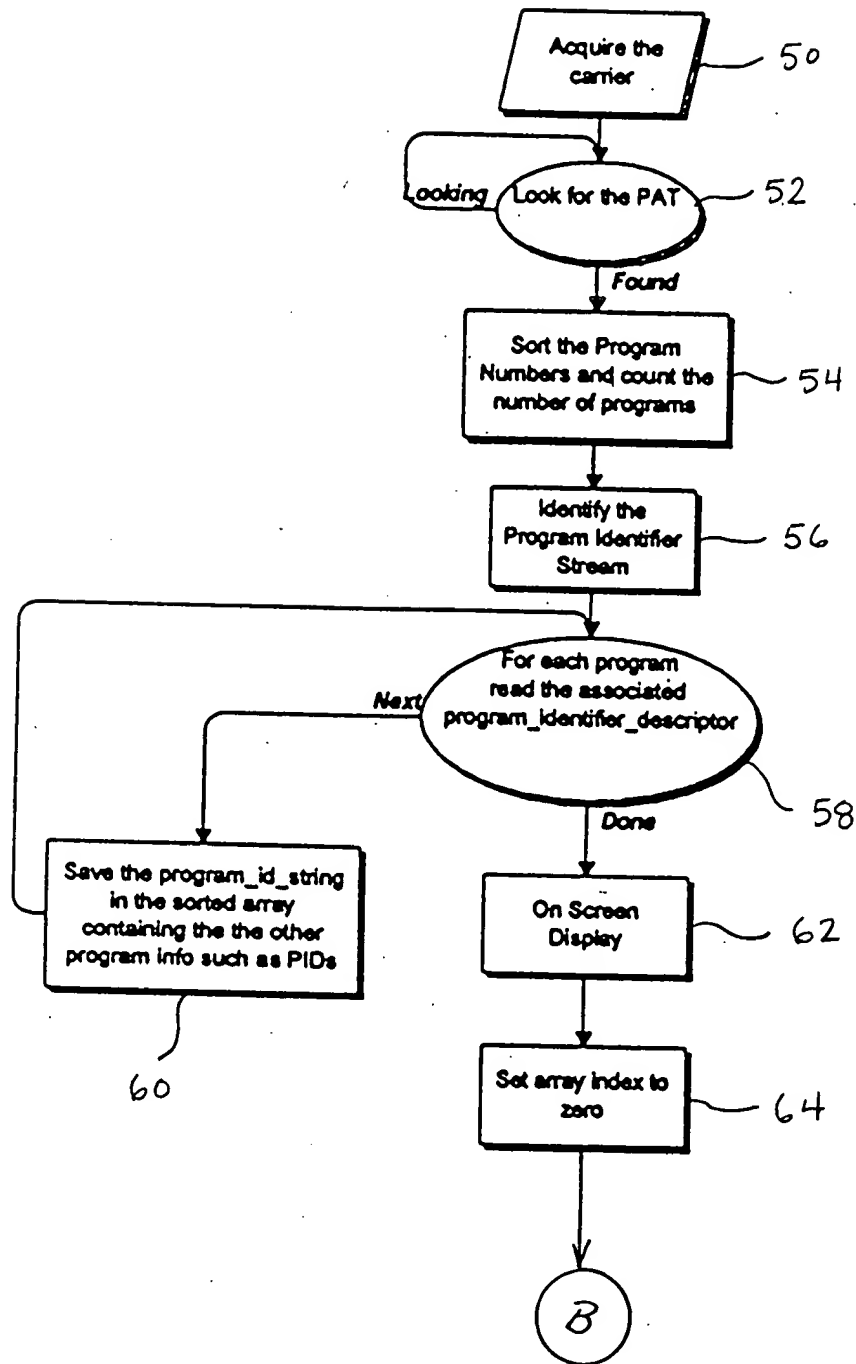 Acquire the
carrier
50
Looking
Look for the PAT
52
Found
Sort the Program
Numbers and count the
number of programs
54
Identify the
Program Identifier
Stream
56
For each program
read the associated
program_identifier_descriptor
Next
58
Done
Save the program_id_string
in the sorted array
containing the the other
program info such as PIDs
60
On Screen
Display
62
Set array index to
zero
64
B